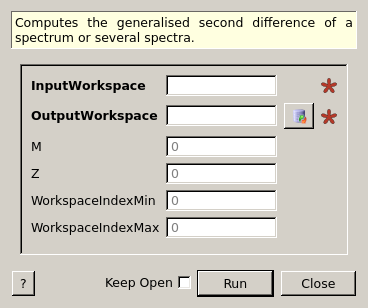 Computes the generalised second difference of a
spectrum or several spectra.
InputWorkspace
OutputWorkspace
M 0
Z 0
WorkspaceIndexMin 0
WorkspaceIndexMax 0
? Keep Open Run Close